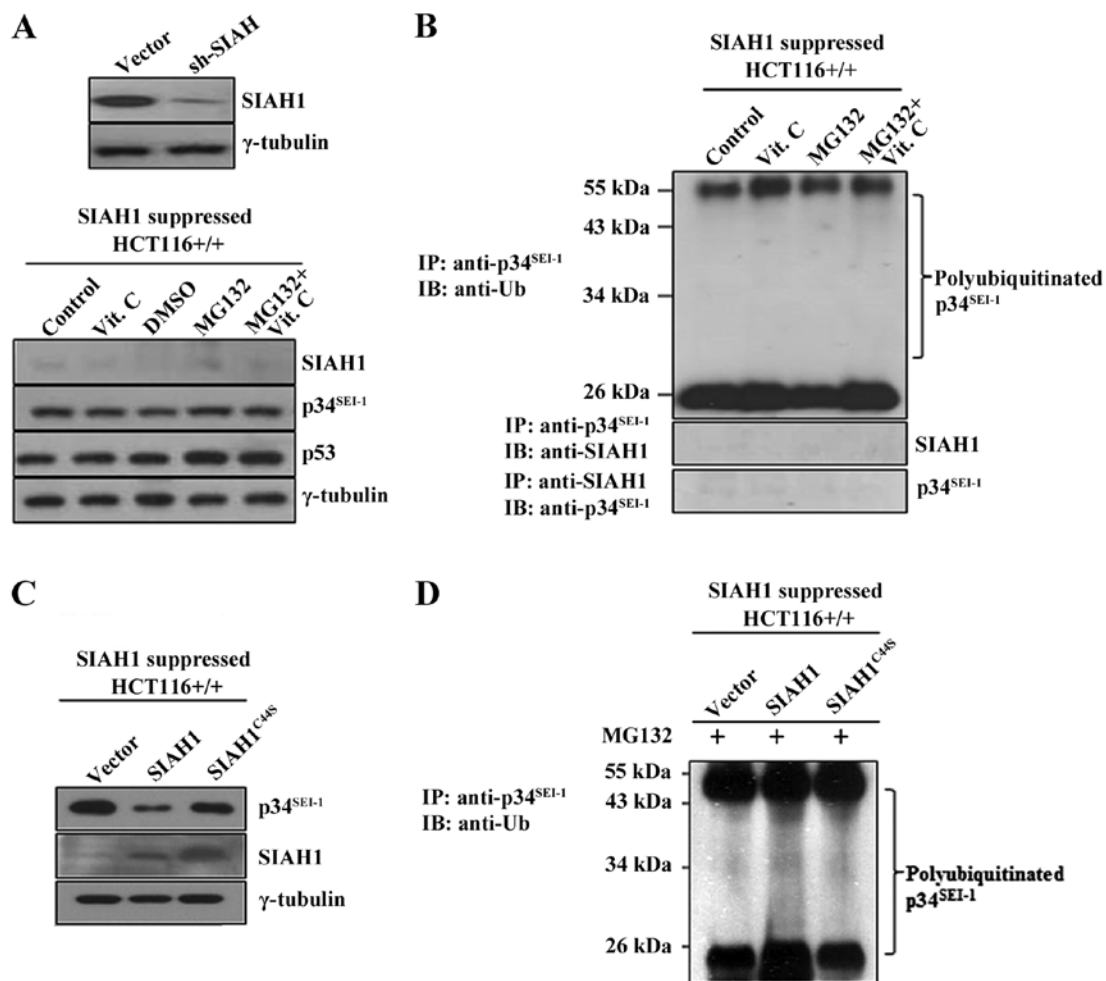 A
Vector
sh-SIAH
SIAH1
γ-tubulin
SIAH1 suppressed
HCT116+/+
Control
Vit. C
DMSO
MG132
MG132+
Vit. C
SIAH1
p34SEI-1
p53
γ-tubulin
B
SIAH1 suppressed
HCT116+/+
Control
Vit. C
MG132
MG132+
Vit. C
55 kDa
43 kDa
34 kDa
26 kDa
IP: anti-p34SEI-1
IB: anti-Ub
Polyubiquitinated
p34SEI-1
IP: anti-p34SEI-1
IB: anti-SIAH1
SIAH1
IP: anti-SIAH1
IB: anti-p34SEI-1
p34SEI-1
C
SIAH1 suppressed
HCT116+/+
Vector
SIAH1
SIAH1C44S
p34SEI-1
SIAH1
γ-tubulin
D
SIAH1 suppressed
HCT116+/+
Vector
SIAH1
SIAH1C44S
MG132 + + +
55 kDa
43 kDa
34 kDa
26 kDa
IP: anti-p34SEI-1
IB: anti-Ub
Polyubiquitinated
p34SEI-1